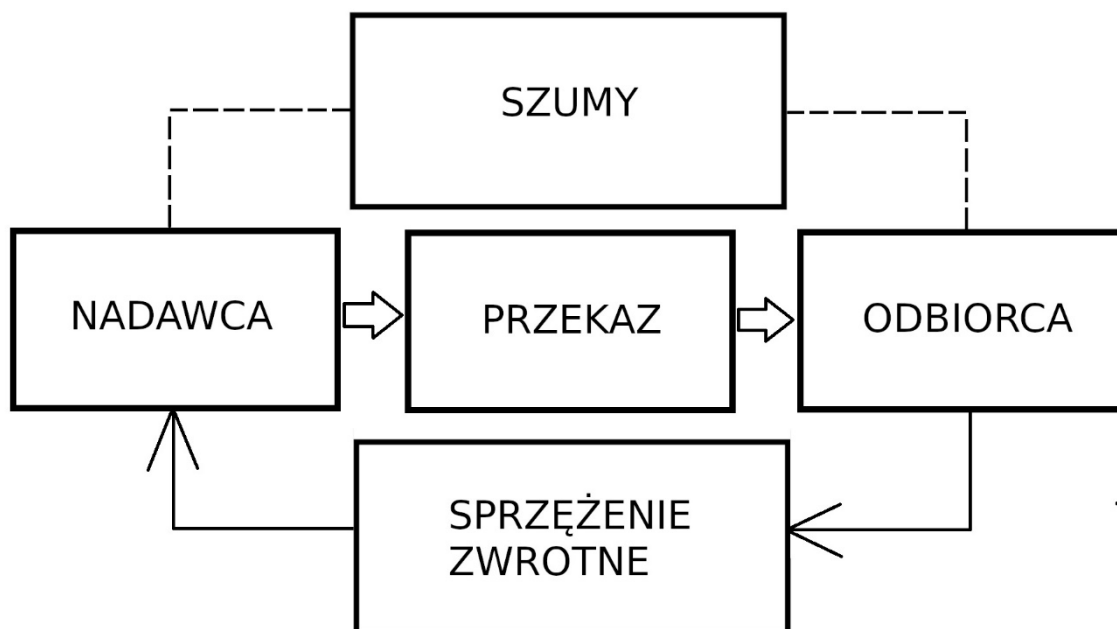 SZUMY
NADAWCA
PRZEKAZ
ODBIORCA
SPRZĘŻENIE
ZWROTNE